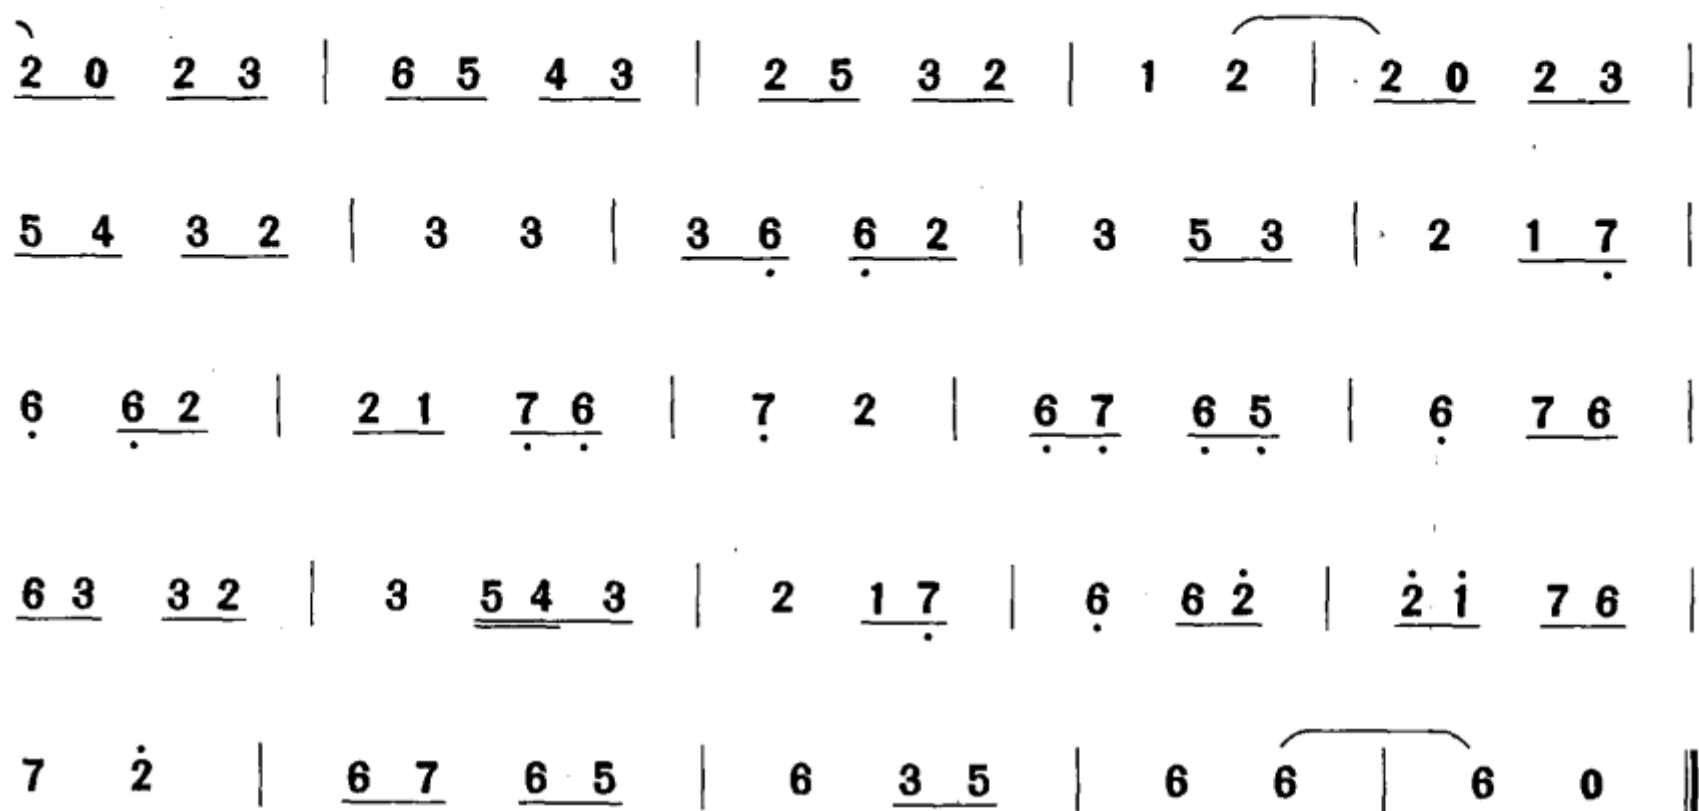 2 0 2 3 | 6 5 4 3 | 2 5 3 2 | 1 2 | 2 0 2 3 |
5 4 3 2 | 3 3 | 3 6̣ 6̣ 2 | 3 5 3 | 2 1 7̣ |
6̣ 6̣ 2 | 2 1 7̣ 6̣ | 7̣ 2 | 6̣ 7̣ 6̣ 5̣ | 6̣ 7 6 |
6 3 3 2 | 3 5 4 3 | 2 1 7̣ | 6̣ 6 2̇ | 2̇ 1̇ 7 6 |
7 2̇ | 6 7 6 5 | 6 3 5 | 6 6 | 6 0 ‖